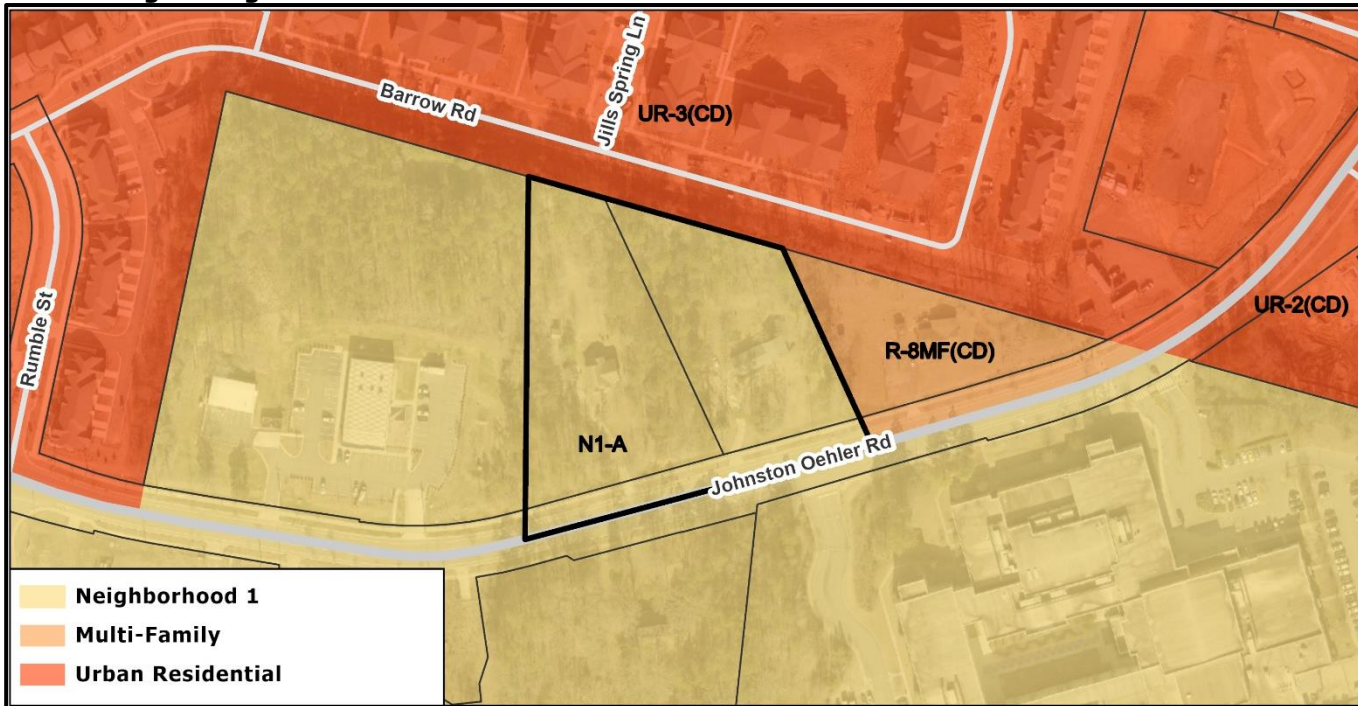 Barrow Rd
Jills Spring Ln
UR-3(CD)
UR-2(CD)
Rumble St
R-8MF(CD)
N1-A
Johnston Oehler Rd
Neighborhood 1
Multi-Family
Urban Residential